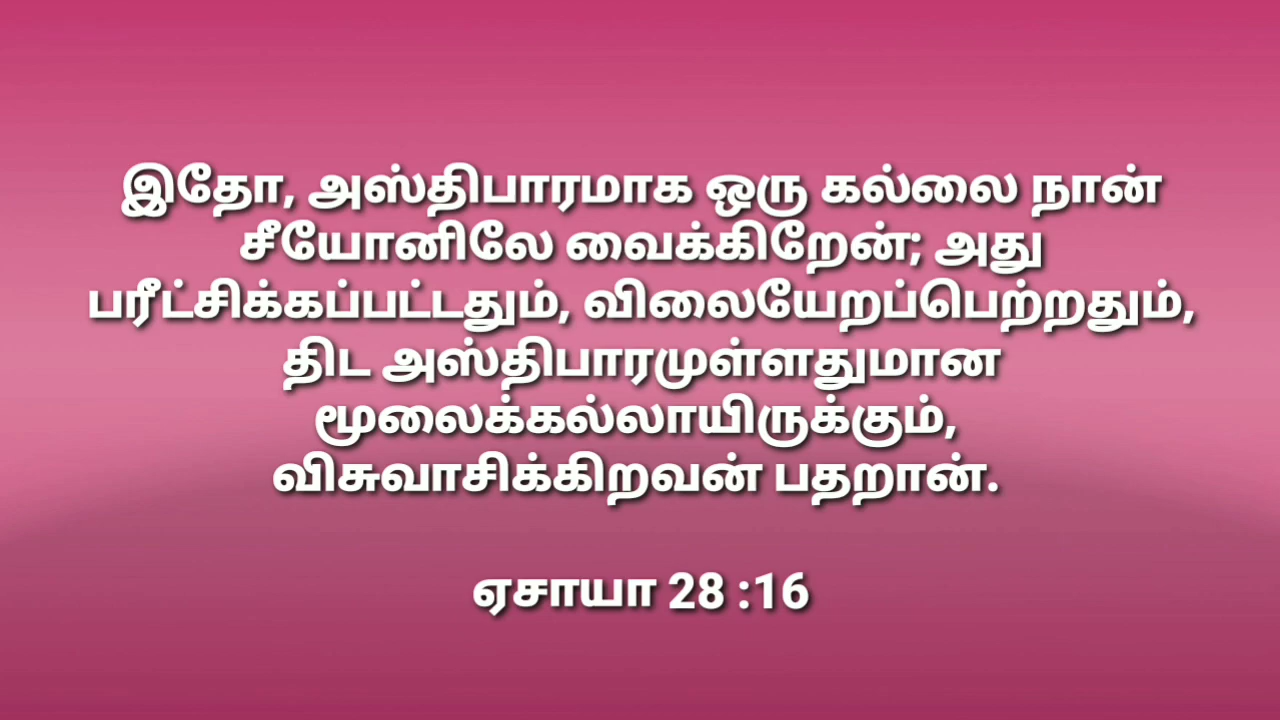 இதோ, அஸ்திபாரமாக ஒரு கல்லை நான்
சீயோனிலே வைக்கிறேன்; அது
பரீட்சிக்கப்பட்டதும், விலையேறப்பெற்றதும்,
திட அஸ்திபாரமுள்ளதுமான
மூலைக்கல்லாயிருக்கும்,
விசுவாசிக்கிறவன் பதறான்.
ஏசாயா 28 :16